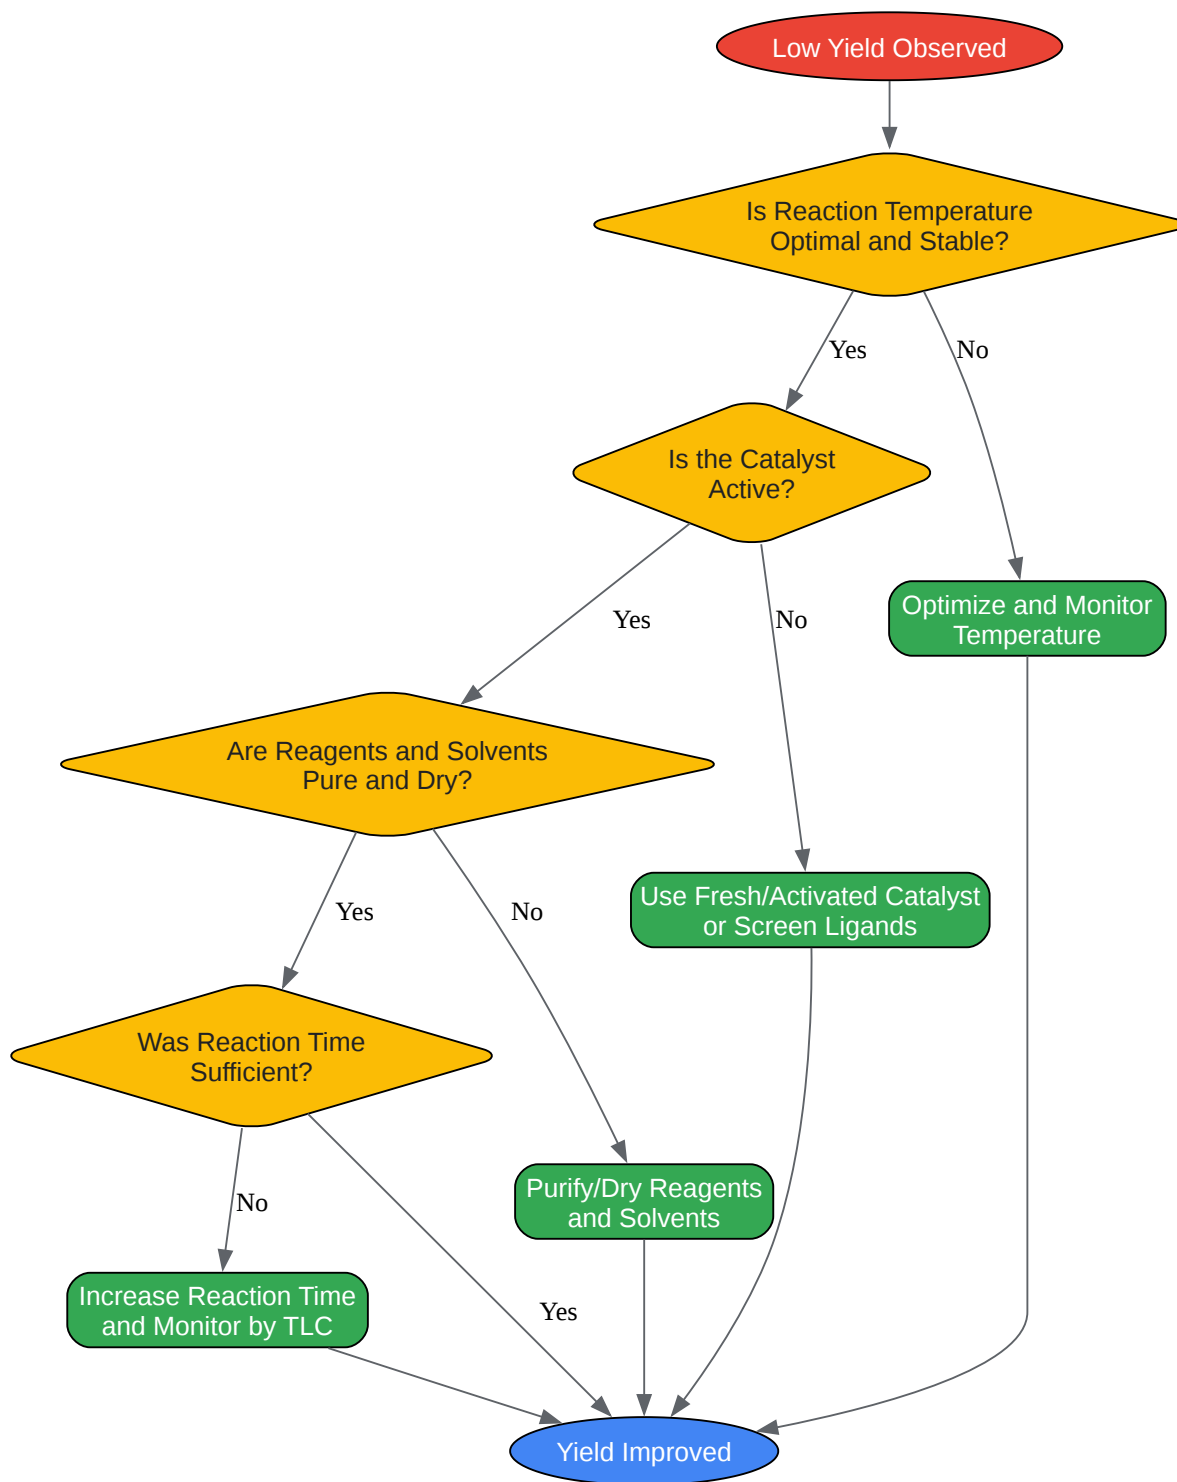 Low Yield Observed
Is Reaction Temperature
Optimal and Stable?
Yes
No
Is the Catalyst
Active?
Optimize and Monitor
Temperature
Yes
No
Are Reagents and Solvents
Pure and Dry?
Use Fresh/Activated Catalyst
or Screen Ligands
Yes
No
Was Reaction Time
Sufficient?
Purify/Dry Reagents
and Solvents
No
Increase Reaction Time
and Monitor by TLC
Yes
Yield Improved